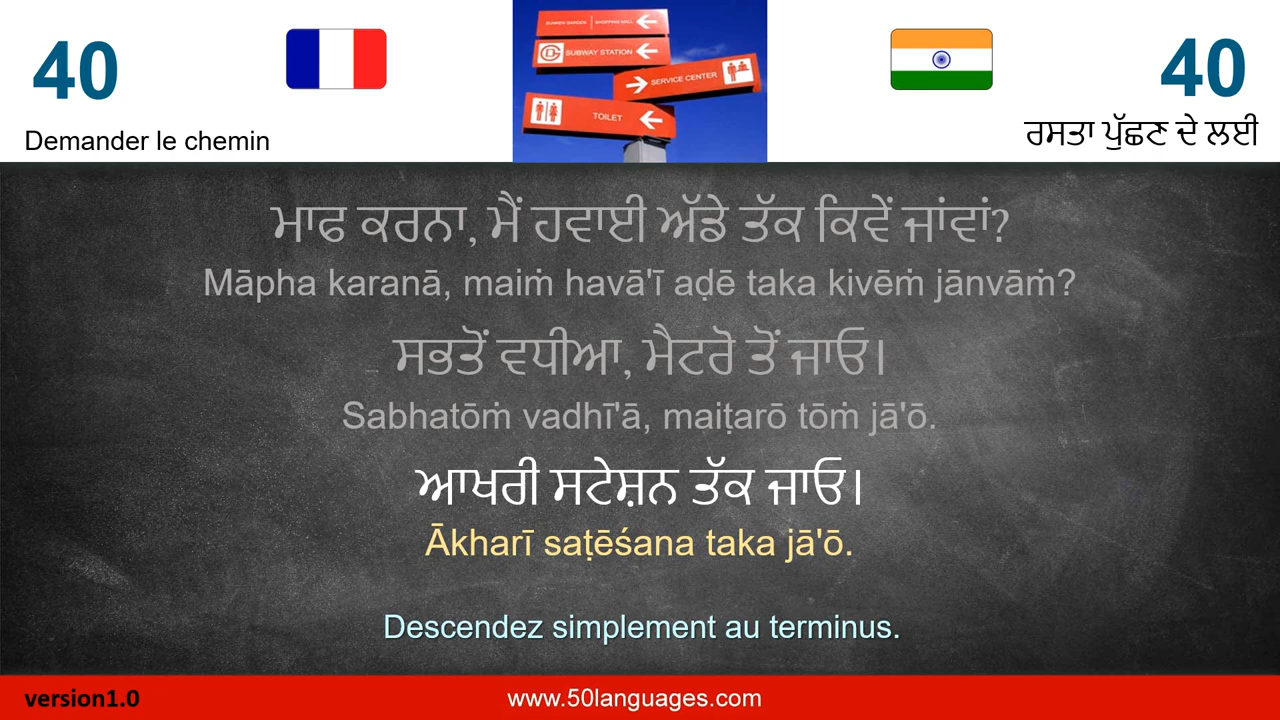 40
40
Demander le chemin
ਰਸਤਾ ਪੁੱਛਣ ਦੇ ਲਈ
SUNKEN GARDEN | SHOPPING MALL
SUBWAY STATION
SERVICE CENTER
TOILET
ਮਾਫ ਕਰਨਾ, ਮੈਂ ਹਵਾਈ ਅੱਡੇ ਤੱਕ ਕਿਵੇਂ ਜਾਂਵਾਂ?
Māpha karanā, maiṁ havā'ī aḍē taka kivēṁ jānvāṁ?
ਸਭਤੋਂ ਵਧੀਆ, ਮੈਟਰੋ ਤੋਂ ਜਾਓ।
Sabhatōṁ vadhī'ā, maiṭarō tōṁ jā'ō.
ਆਖਰੀ ਸਟੇਸ਼ਨ ਤੱਕ ਜਾਓ।
Ākharī saṭēśana taka jā'ō.
Descendez simplement au terminus.
version1.0
www.50languages.com